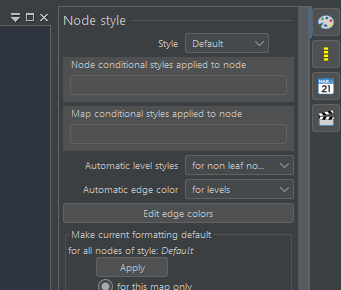 Node style
Style Default
Node conditional styles applied to node
Map conditional styles applied to node
Automatic level styles for non leaf no...
Automatic edge color for levels
Edit edge colors
Make current formatting default
for all nodes of style: Default
Apply
for this map only
MAR
21